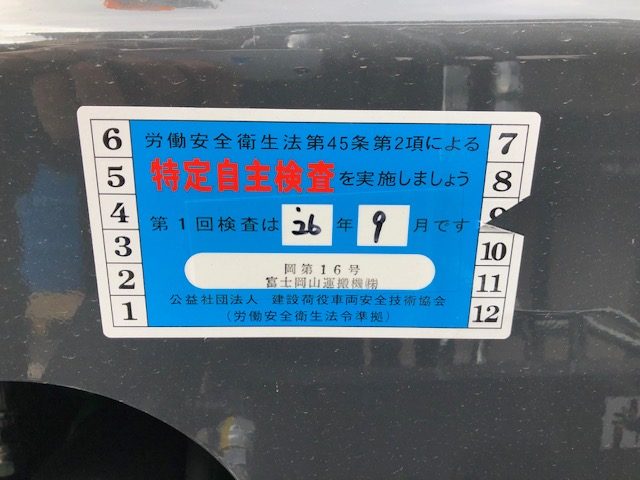 労働安全衛生法第45条第2項による
特定自主検査を実施しましょう
第1回検査は 26 年 9 月です
岡第16号
富士岡山運搬機㈱
公益社団法人 建設荷役車両安全技術協会
(労働安全衛生法令準拠)
6
5
4
3
2
1
7
8
9
10
11
12